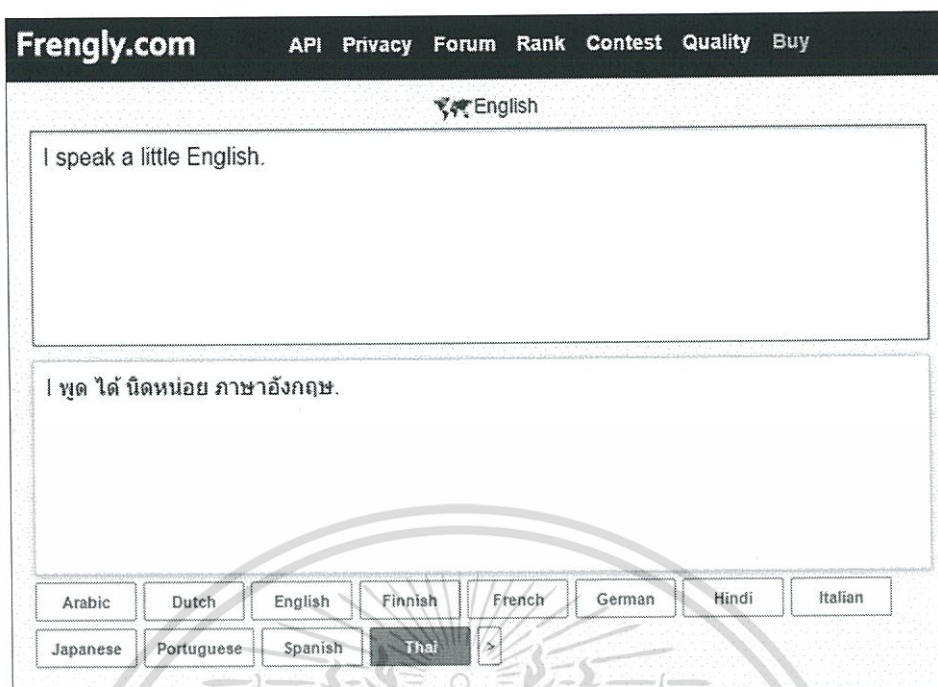 Frengly.com API Privacy Forum Rank Contest Quality Buy
English
I speak a little English.
I พูด ได้ นิดหน่อย ภาษาอังกฤษ.
Arabic Dutch English Finnish French German Hindi Italian
Japanese Portuguese Spanish Thai >